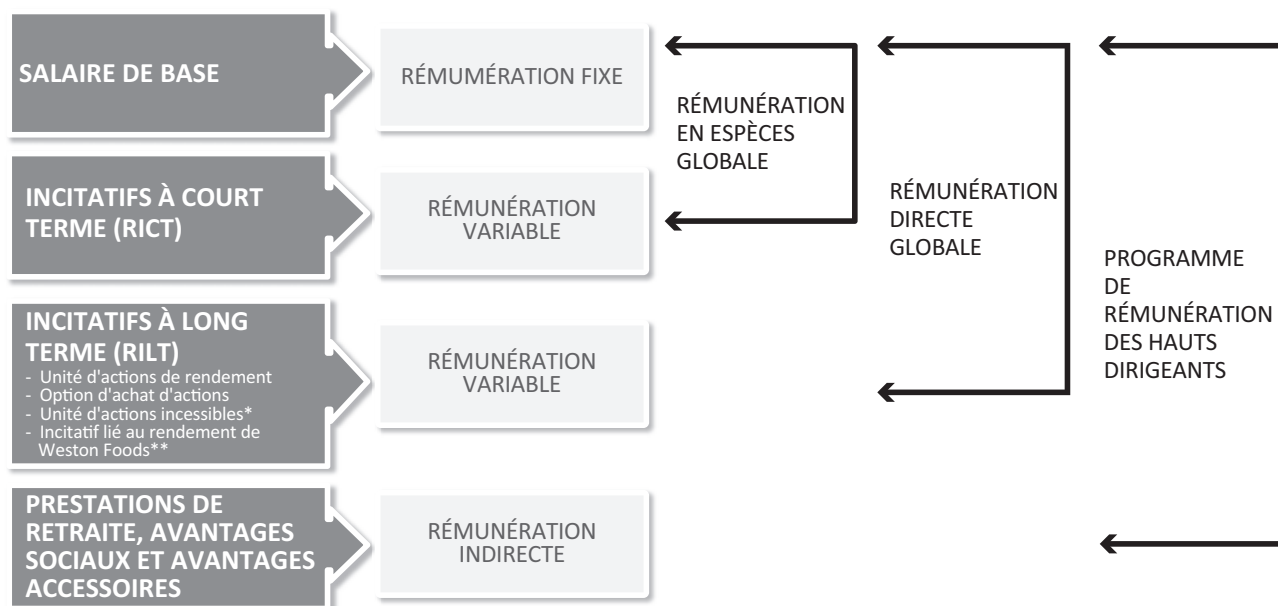 SALAIRE DE BASE
RÉMUMÉRATION FIXE
RÉMUNÉRATION
EN ESPÈCES
GLOBALE
INCITATIFS À COURT
TERME (RICT)
RÉMUNÉRATION
VARIABLE
RÉMUNÉRATION
DIRECTE
GLOBALE
PROGRAMME
DE
RÉMUNÉRATION
DES HAUTS
DIRIGEANTS
INCITATIFS À LONG
TERME (RILT)
- Unité d'actions de rendement
- Option d'achat d'actions
- Unité d'actions incessibles*
- Incitatif lié au rendement de
Weston Foods**
RÉMUNÉRATION
VARIABLE
PRESTATIONS DE
RETRAITE, AVANTAGES
SOCIAUX ET AVANTAGES
ACCESSOIRES
RÉMUNÉRATION
INDIRECTE